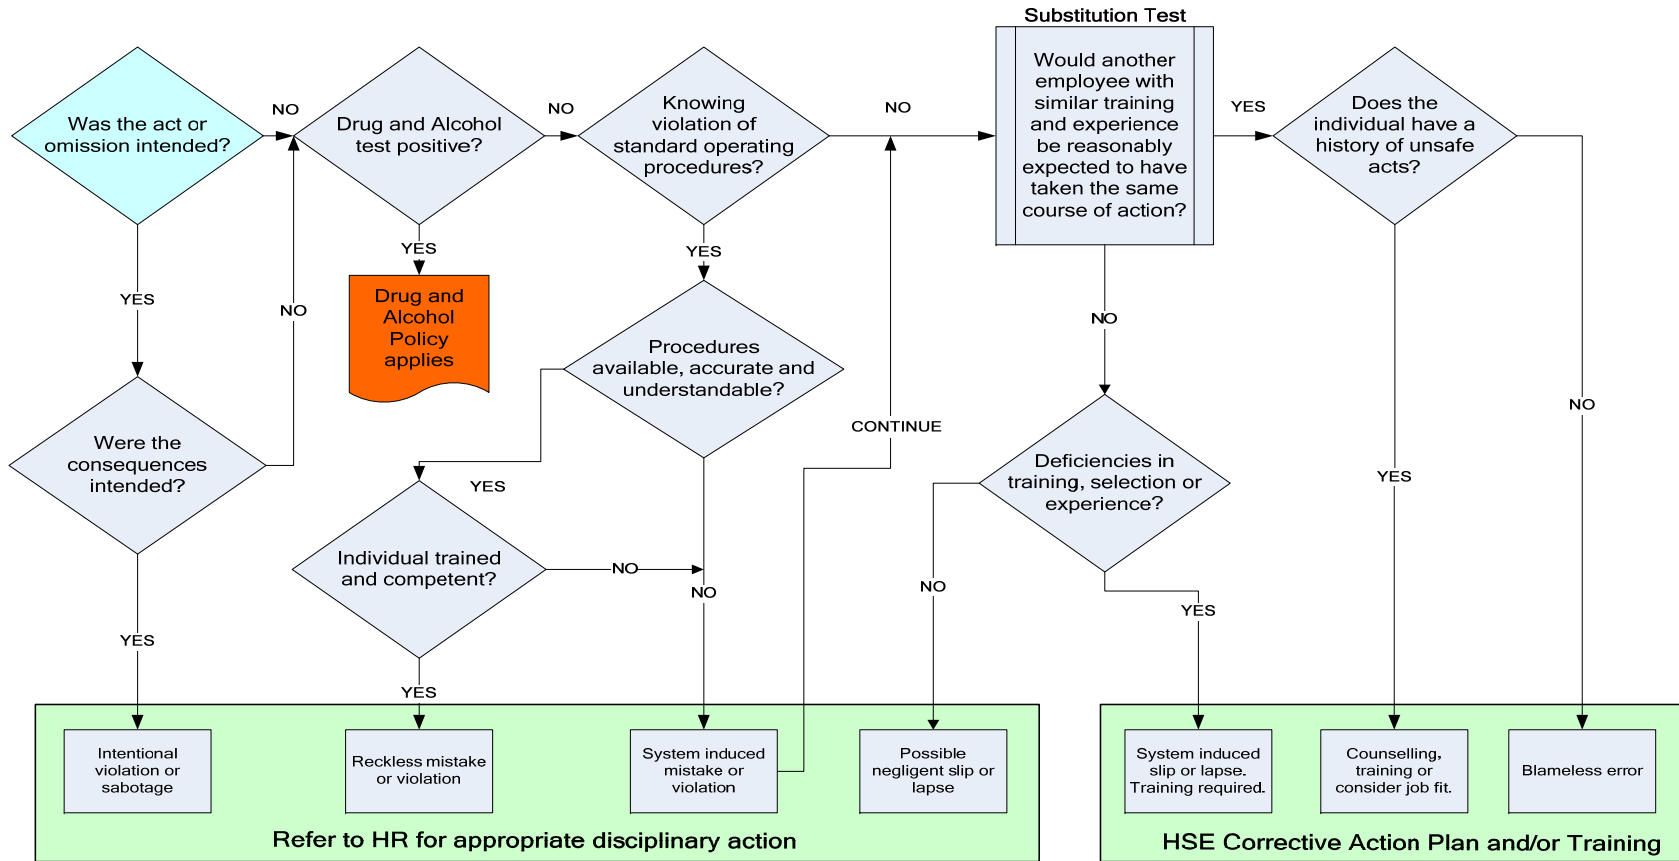 Substitution Test
Was the act or
omission intended?
NO
Drug and Alcohol
test positive?
NO
Knowing
violation of
standard operating
procedures?
NO
Would another
employee with
similar training
and experience
be reasonably
expected to have
taken the same
course of action?
YES
Does the
individual have a
history of unsafe
acts?
YES
NO
YES
Drug and
Alcohol
Policy
applies
YES
Procedures
available, accurate and
understandable?
NO
NO
CONTINUE
Were the
consequences
intended?
YES
Deficiencies in
training, selection or
experience?
YES
Individual trained
and competent?
NO
NO
NO
YES
YES
YES
Intentional
violation or
sabotage
Reckless mistake
or violation
System induced
mistake or
violation
Possible
negligent slip or
lapse
System induced
slip or lapse.
Training required.
Counselling,
training or
consider job fit.
Blameless error
Refer to HR for appropriate disciplinary action
HSE Corrective Action Plan and/or Training